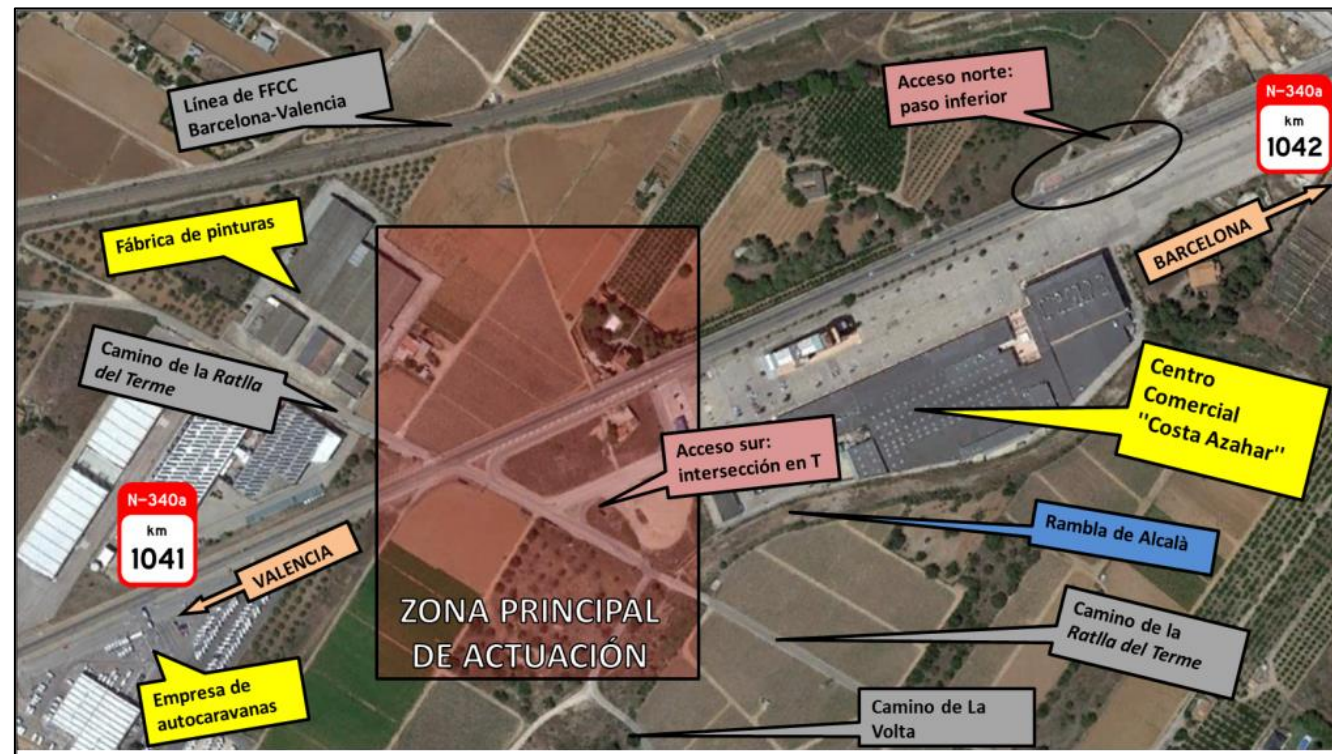 Línea de FFCC
Barcelona-Valencia
Acceso norte:
paso inferior
N-340a
km
1042
BARCELONA
Fábrica de pinturas
Camino de la Ratlla
del Terme
Centro
Comercial
"Costa Azahar"
Acceso sur:
intersección en T
N-340a
km
1041
VALENCIA
Rambla de Alcalà
ZONA PRINCIPAL
DE ACTUACIÓN
Camino de la
Ratlla del Terme
Empresa de
autocaravanas
Camino de La
Volta